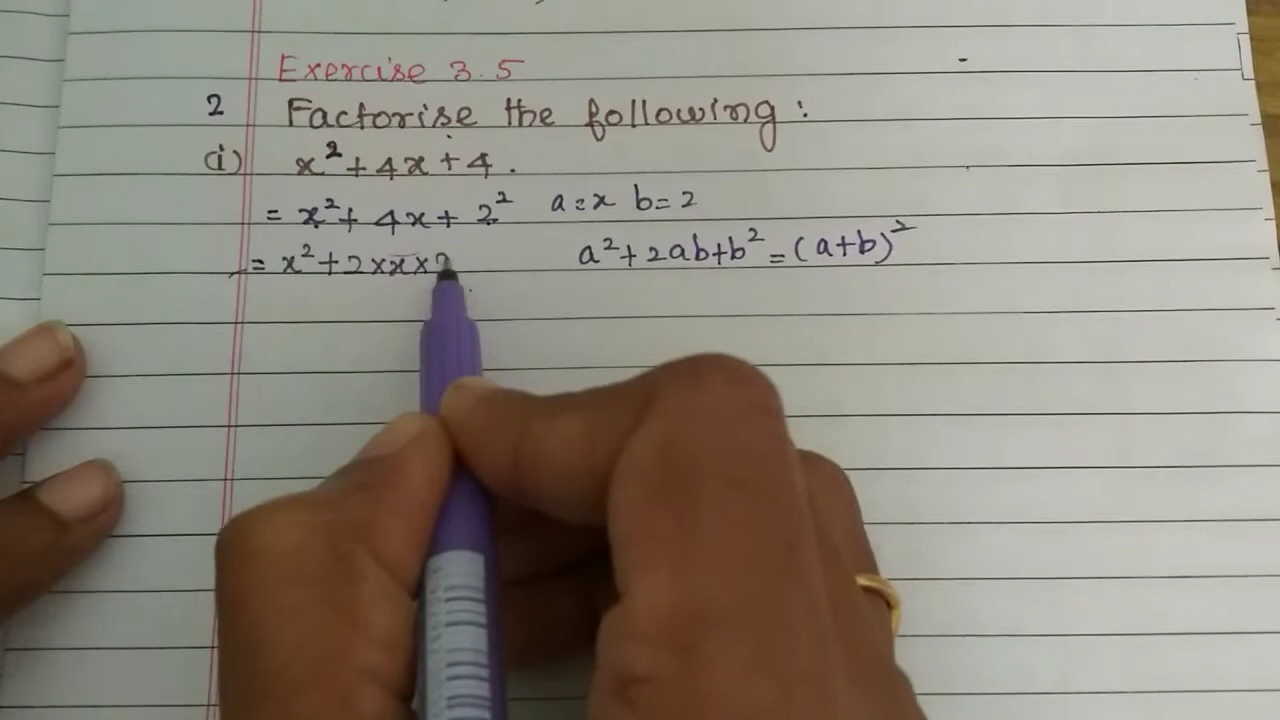 Exercise 3.5
2 Factorise the following :
(i) x² + 4x + 4 .
= x² + 4x + 2² a = x b = 2
= x² + 2 × x × 2 a² + 2ab + b² = (a+b)²